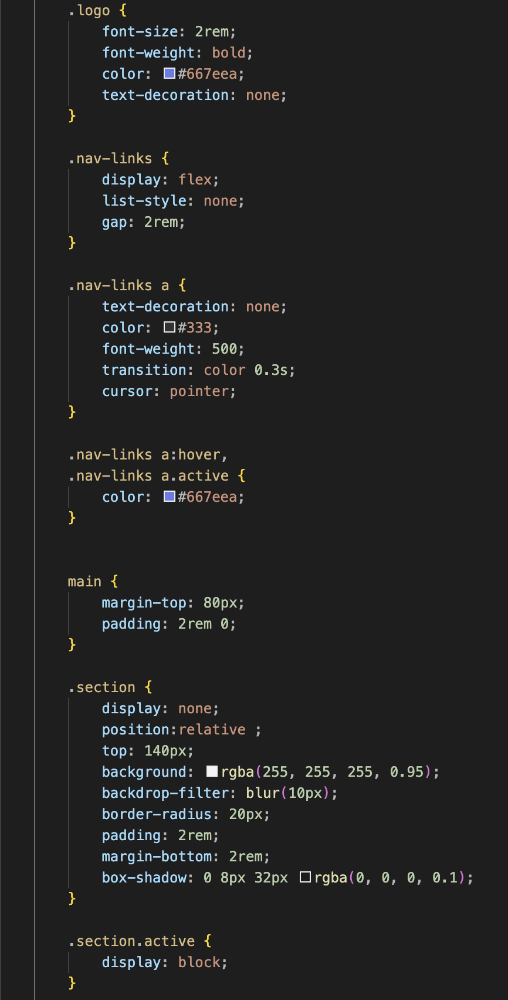 .logo {
font-size: 2rem;
font-weight: bold;
color: #667eea;
text-decoration: none;
}
.nav-links {
display: flex;
list-style: none;
gap: 2rem;
}
.nav-links a {
text-decoration: none;
color: #333;
font-weight: 500;
transition: color 0.3s;
cursor: pointer;
}
.nav-links a:hover,
.nav-links a.active {
color: #667eea;
}
main {
margin-top: 80px;
padding: 2rem 0;
}
.section {
display: none;
position:relative ;
top: 140px;
background: rgba(255, 255, 255, 0.95);
backdrop-filter: blur(10px);
border-radius: 20px;
padding: 2rem;
margin-bottom: 2rem;
box-shadow: 0 8px 32px rgba(0, 0, 0, 0.1);
}
.section.active {
display: block;
}